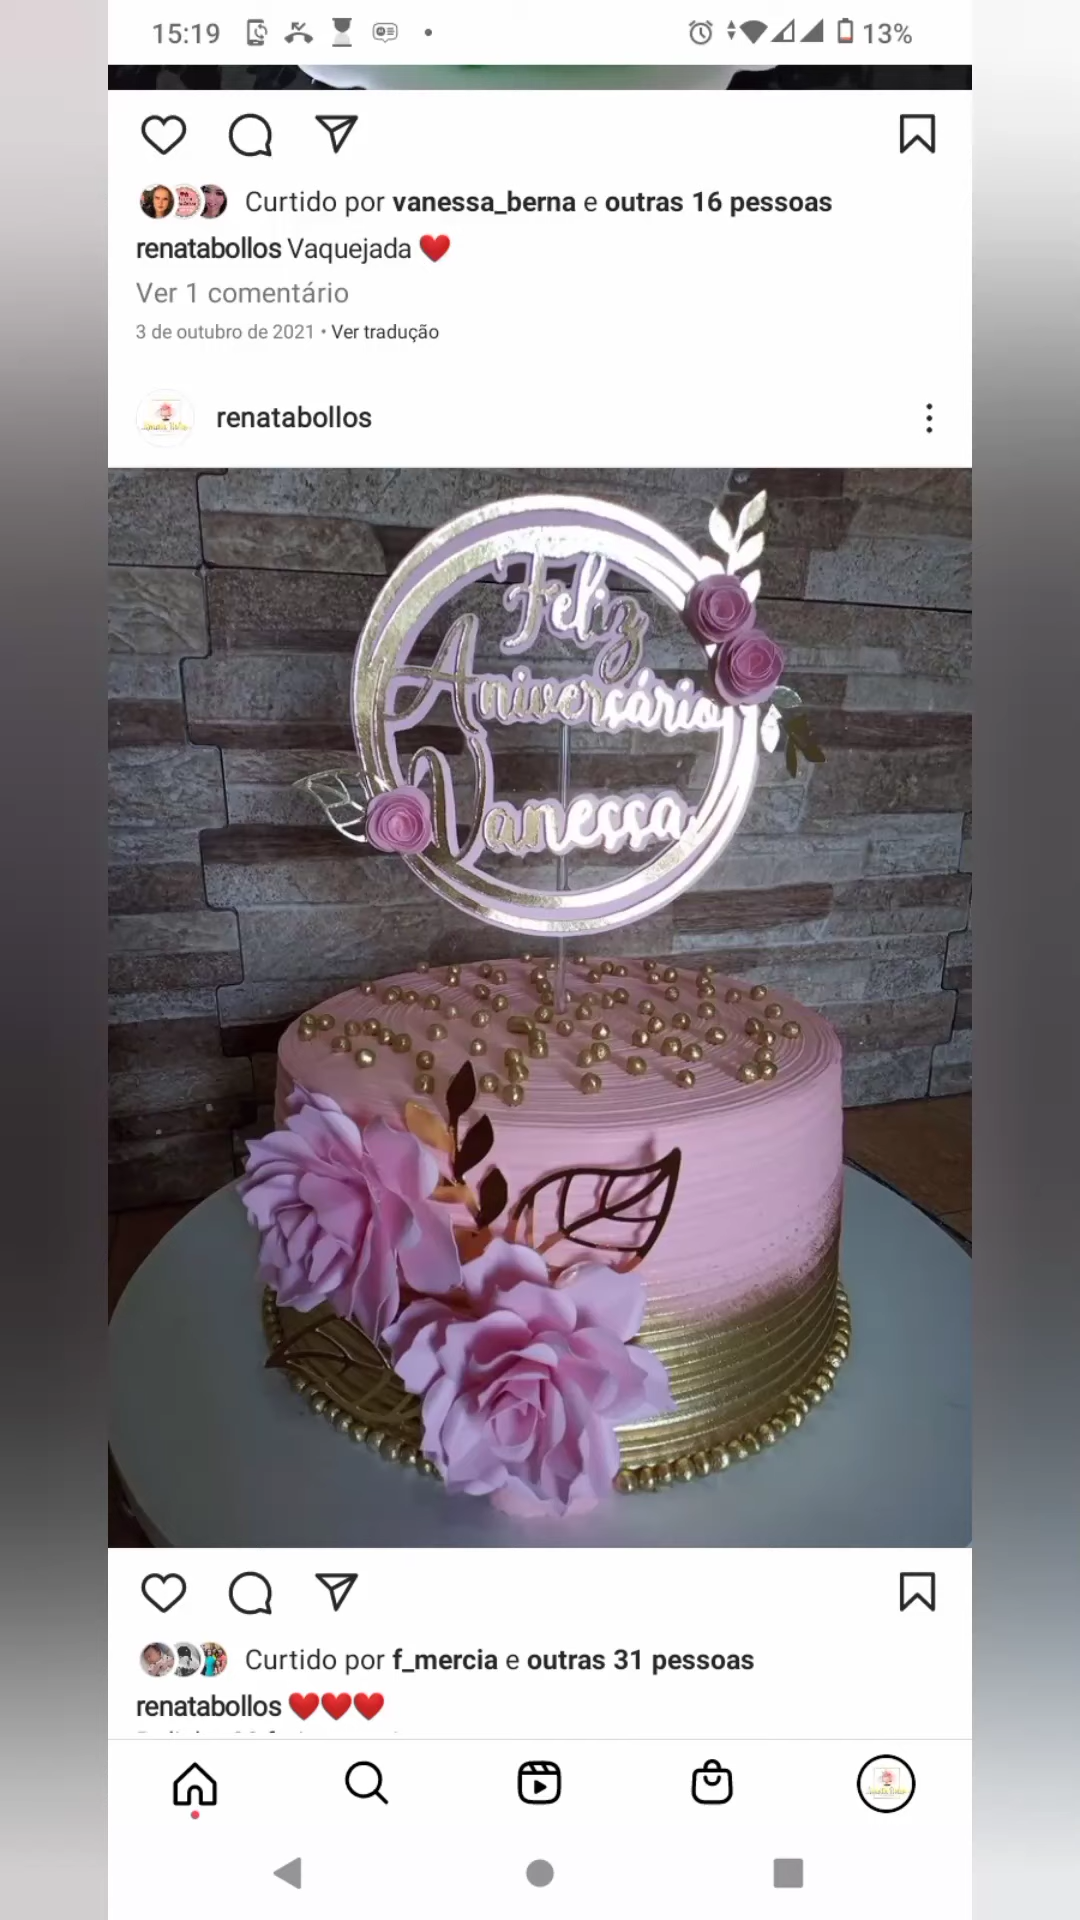 15:19
13%
Curtido por vanessa_berna e outras 16 pessoas
renatabollos Vaquejada ❤️
Ver 1 comentário
3 de outubro de 2021 • Ver tradução
renatabollos
Feliz
Aniversário
Vanessa
Curtido por f_mercia e outras 31 pessoas
renatabollos ❤️❤️❤️